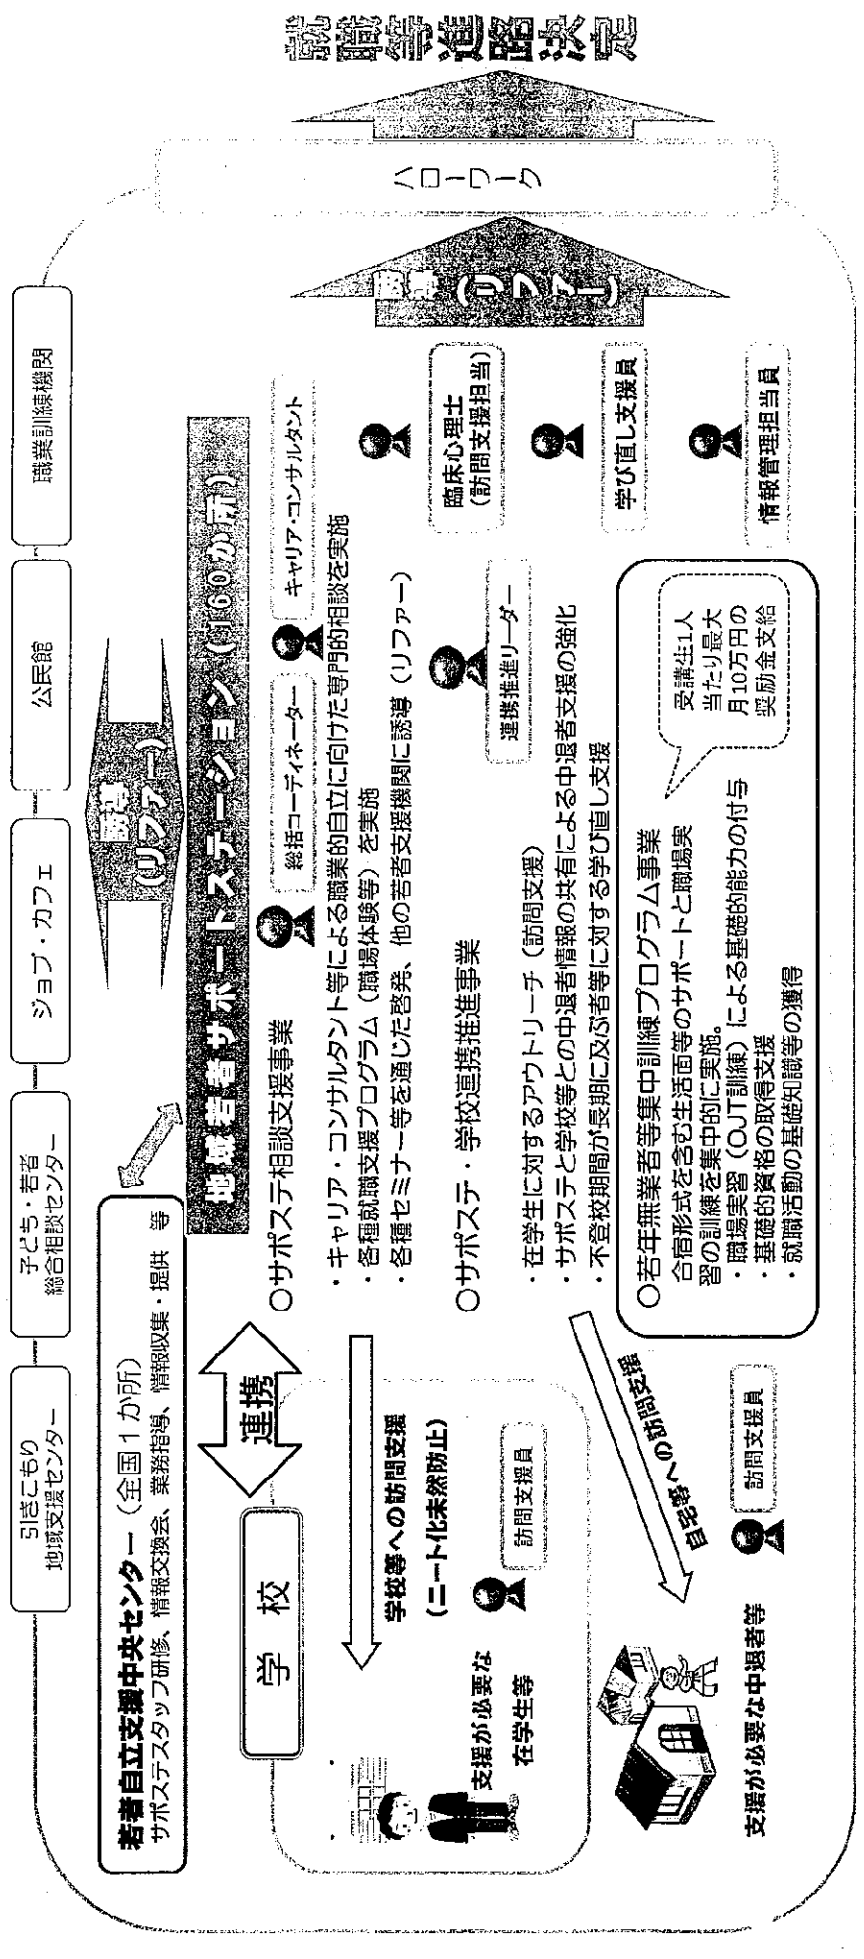 引きこもり
地域支援センター
子ども・若者
総合相談センター
ジョブ・カフェ
公民館
職業訓練機関
若者自立支援中央センター（全国１か所）
サポステスタッフ研修、情報交換会、業務指導、情報収集・提供 等
誘導
（リファー）
地域若者サポートステーション（１６０か所）
学校
連携
○サポステ相談支援事業
総括コーディネーター
キャリア・コンサルタント
・キャリア・コンサルタント等による職業的自立に向けた専門的相談を実施
・各種就職支援プログラム（職場体験等）を実施
・各種セミナー等を通じた啓発、他の若者支援機関に誘導（リファー）
学校等への訪問支援
（ニート化未然防止）
訪問支援員
支援が必要な
在学生等
○サポステ・学校連携推進事業
連携推進リーダー
臨床心理士
（訪問支援担当）
・在学生に対するアウトリーチ（訪問支援）
・サポステと学校等との中退者情報の共有による中退者支援の強化
・不登校期間が長期に及ぶ者等に対する学び直し支援
学び直し支援員
自宅等への訪問支援
訪問支援員
支援が必要な中退者等
○若年無業者等集中訓練プログラム事業
合宿形式を含む生活面等のサポートと職場実
習の訓練を集中的に実施。
・職場実習（OJT訓練）による基礎的能力の付与
・基礎的資格の取得支援
・就職活動の基礎知識等の獲得
受講生1人
当たり最大
月10万円の
奨励金支給
情報管理担当員
誘導
（リファー）
ハローワーク
就職等進路決定